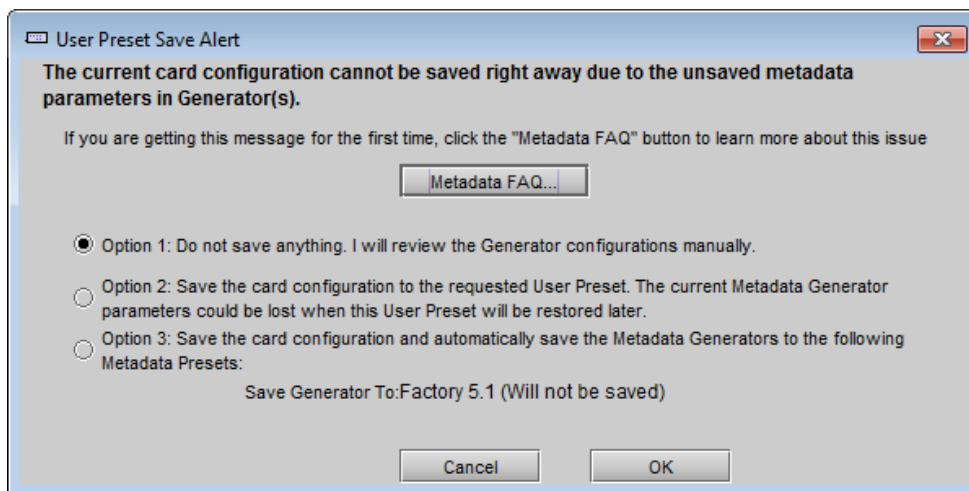 User Preset Save Alert
The current card configuration cannot be saved right away due to the unsaved metadata
parameters in Generator(s).
If you are getting this message for the first time, click the "Metadata FAQ" button to learn more about this issue
Metadata FAQ...
Option 1: Do not save anything. I will review the Generator configurations manually.
Option 2: Save the card configuration to the requested User Preset. The current Metadata Generator
parameters could be lost when this User Preset will be restored later.
Option 3: Save the card configuration and automatically save the Metadata Generators to the following
Metadata Presets:
Save Generator To:Factory 5.1 (Will not be saved)
Cancel OK